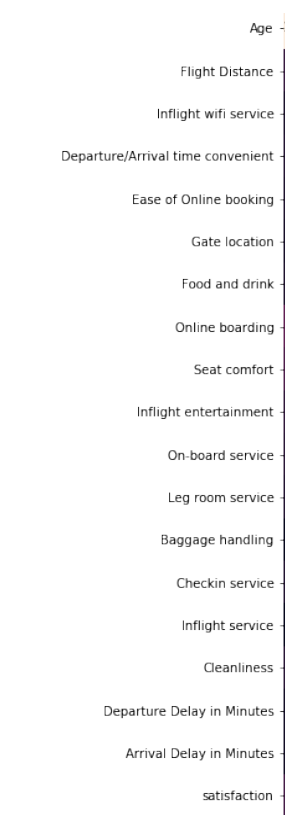 Age
Flight Distance
Inflight wifi service
Departure/Arrival time convenient
Ease of Online booking
Gate location
Food and drink
Online boarding
Seat comfort
Inflight entertainment
On-board service
Leg room service
Baggage handling
Checkin service
Inflight service
Cleanliness
Departure Delay in Minutes
Arrival Delay in Minutes
satisfaction